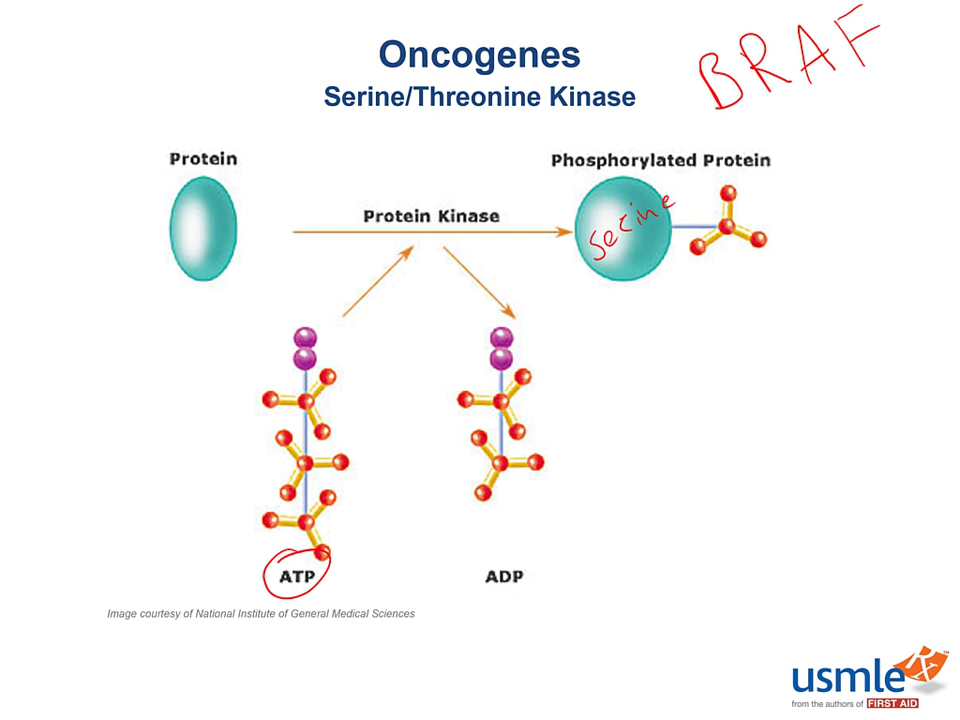 Oncogenes
BRAF
Serine/Threonine Kinase
Protein
Phosphorylated Protein
Protein Kinase
Serine
ATP
ADP
Image courtesy of National Institute of General Medical Sciences
usmle Rx™
from the authors of FIRST AID